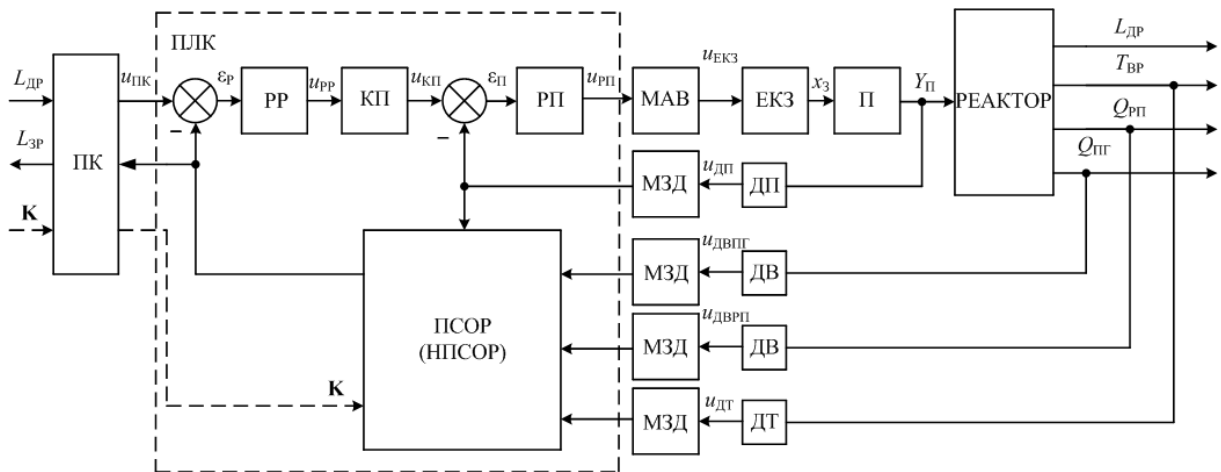 ПЛК
L_ДР
u_ПК
ε_Р
РР
u_РР
КП
u_КП
ε_П
РП
u_РП
МАВ
u_ЕКЗ
ЕКЗ
x_З
П
Y_П
РЕАКТОР
L_ДР
T_ВР
Q_РП
Q_ПГ
L_ЗР
ПК
–
–
МЗД
u_ДП
ДП
К
МЗД
u_ДВПГ
ДВ
ПСОР
(НПСОР)
МЗД
u_ДВРП
ДВ
К
МЗД
u_ДТ
ДТ